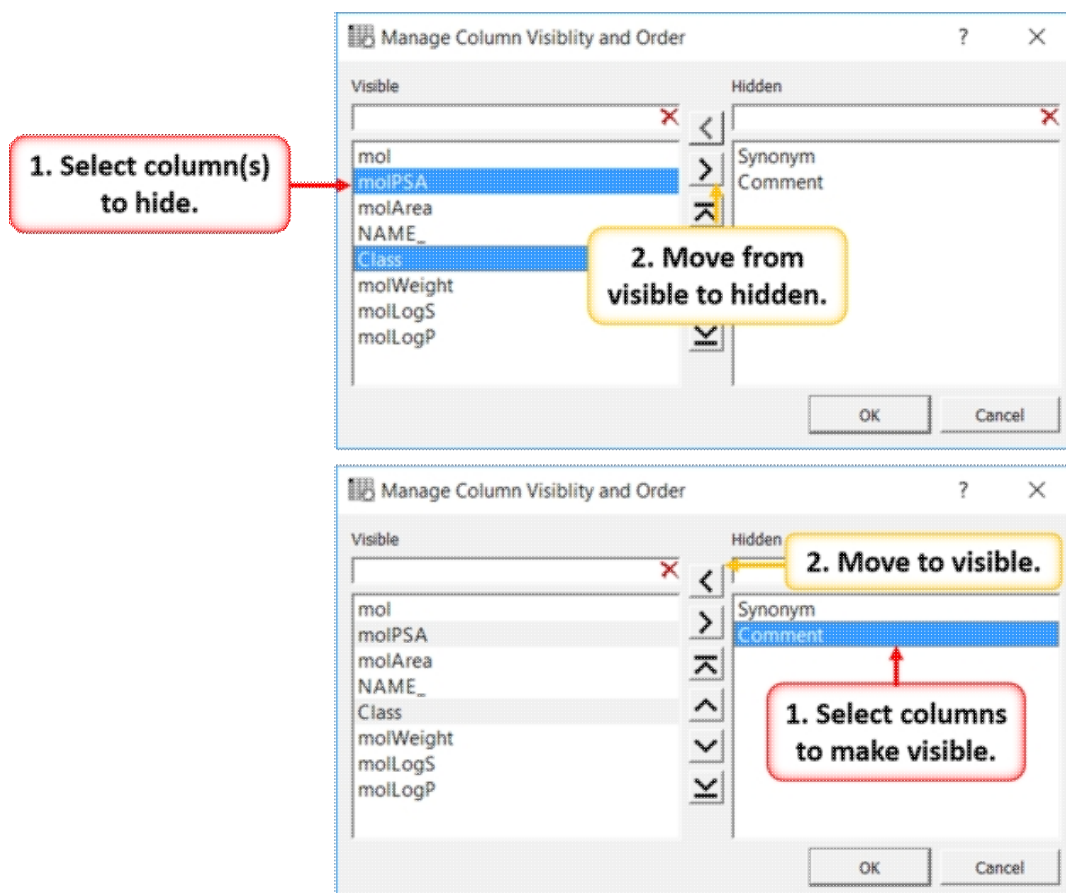 Manage Column Visiblity and Order
?
Visible
Hidden
1. Select column(s)
to hide.
mol
molPSA
molArea
NAME_
Class
molWeight
molLogS
molLogP
Synonym
Comment
2. Move from
visible to hidden.
OK
Cancel
Manage Column Visiblity and Order
?
Visible
Hidden
2. Move to visible.
mol
molPSA
molArea
NAME_
Class
molWeight
molLogS
molLogP
Synonym
Comment
1. Select columns
to make visible.
OK
Cancel